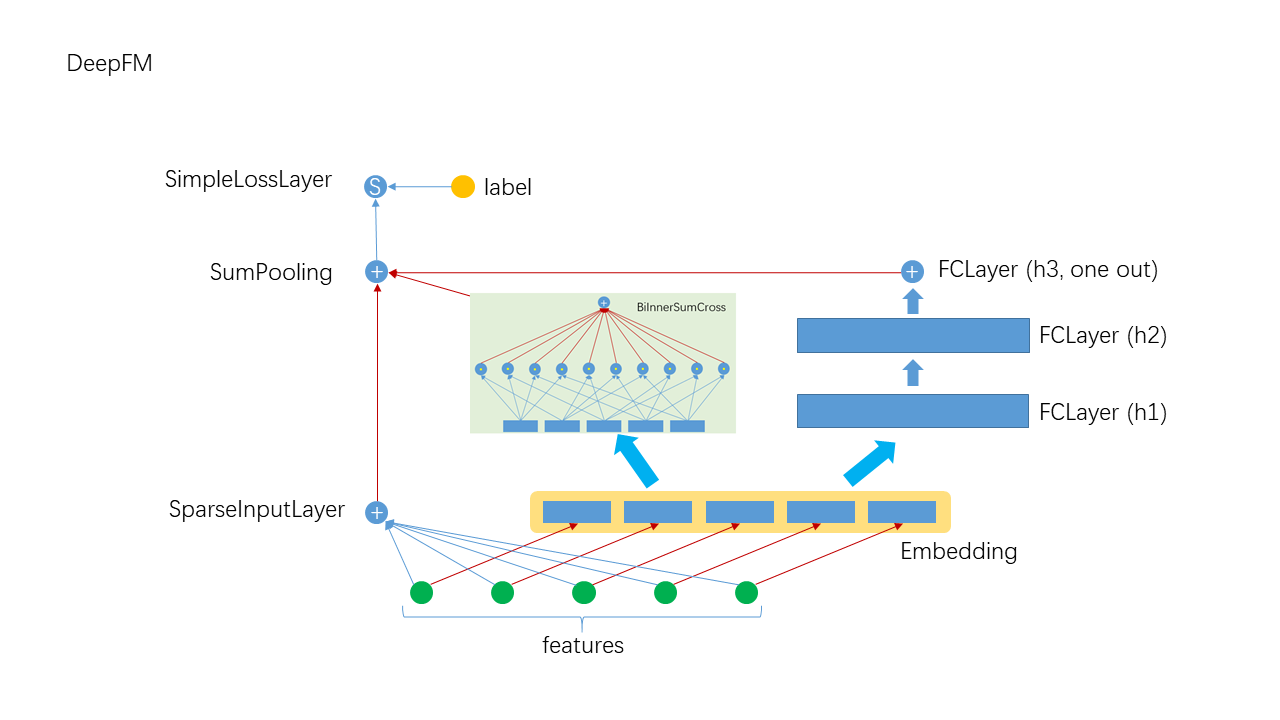 DeepFM
SimpleLossLayer
S
label
SumPooling
+
+
FCLayer (h3, one out)
+
BiInnerSumCross
FCLayer (h2)
FCLayer (h1)
SparseInputLayer
+
Embedding
features